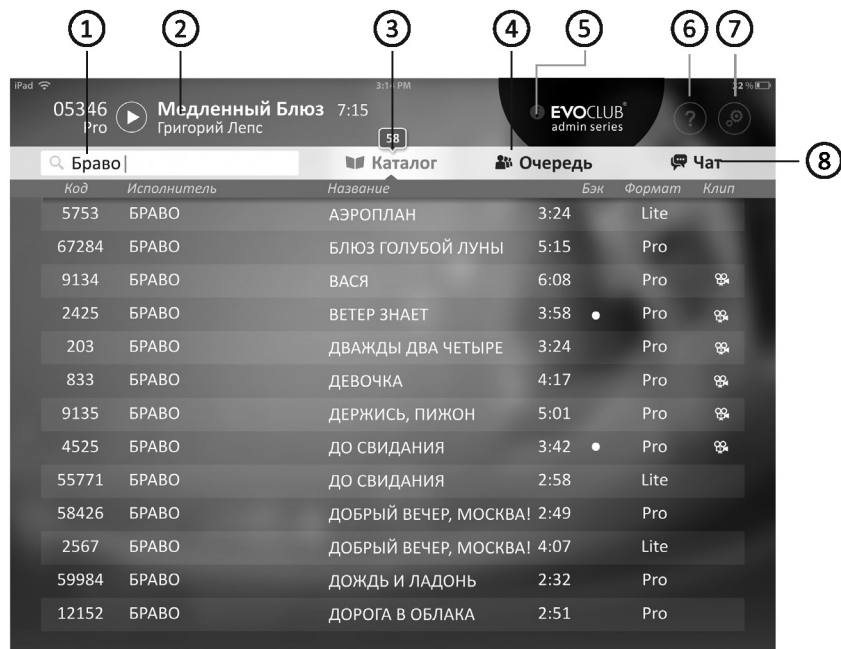 1 2 3 4 5 6 7
iPad 3:14 PM 32 %
05346 Медленный Блюз 7:15 EVOCLUB®
Pro Григорий Лепс admin series ?
58
Браво Каталог Очередь Чат 8
Код Исполнитель Название Бэк Формат Клип
5753 БРАВО АЭРОПЛАН 3:24 Lite
67284 БРАВО БЛЮЗ ГОЛУБОЙ ЛУНЫ 5:15 Pro
9134 БРАВО ВАСЯ 6:08 Pro
2425 БРАВО ВЕТЕР ЗНАЕТ 3:58 Pro
203 БРАВО ДВАЖДЫ ДВА ЧЕТЫРЕ 3:24 Pro
833 БРАВО ДЕВОЧКА 4:17 Pro
9135 БРАВО ДЕРЖИСЬ, ПИЖОН 5:01 Pro
4525 БРАВО ДО СВИДАНИЯ 3:42 Pro
55771 БРАВО ДО СВИДАНИЯ 2:58 Lite
58426 БРАВО ДОБРЫЙ ВЕЧЕР, МОСКВА! 2:49 Pro
2567 БРАВО ДОБРЫЙ ВЕЧЕР, МОСКВА! 4:07 Lite
59984 БРАВО ДОЖДЬ И ЛАДОНЬ 2:32 Pro
12152 БРАВО ДОРОГА В ОБЛАКА 2:51 Pro